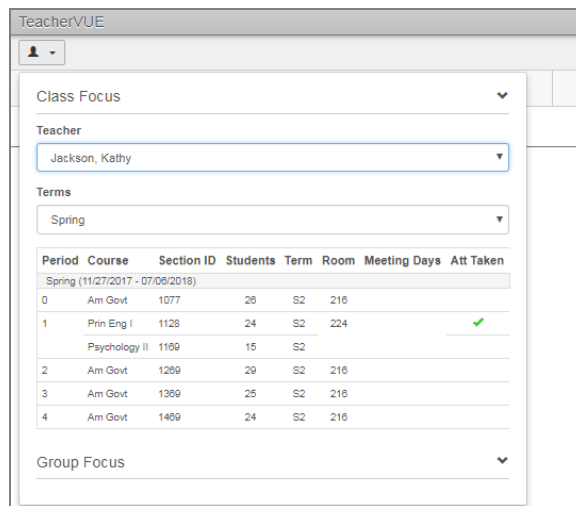 TeacherVUE
Class Focus
Teacher
Jackson, Kathy
Terms
Spring
Period Course Section ID Students Term Room Meeting Days Att Taken
Spring (11/27/2017 - 07/06/2018)
0 Am Govt 1077 26 S2 216
1 Prin Eng I 1128 24 S2 224
Psychology II 1169 15 S2
2 Am Govt 1269 29 S2 216
3 Am Govt 1369 25 S2 216
4 Am Govt 1469 24 S2 216
Group Focus